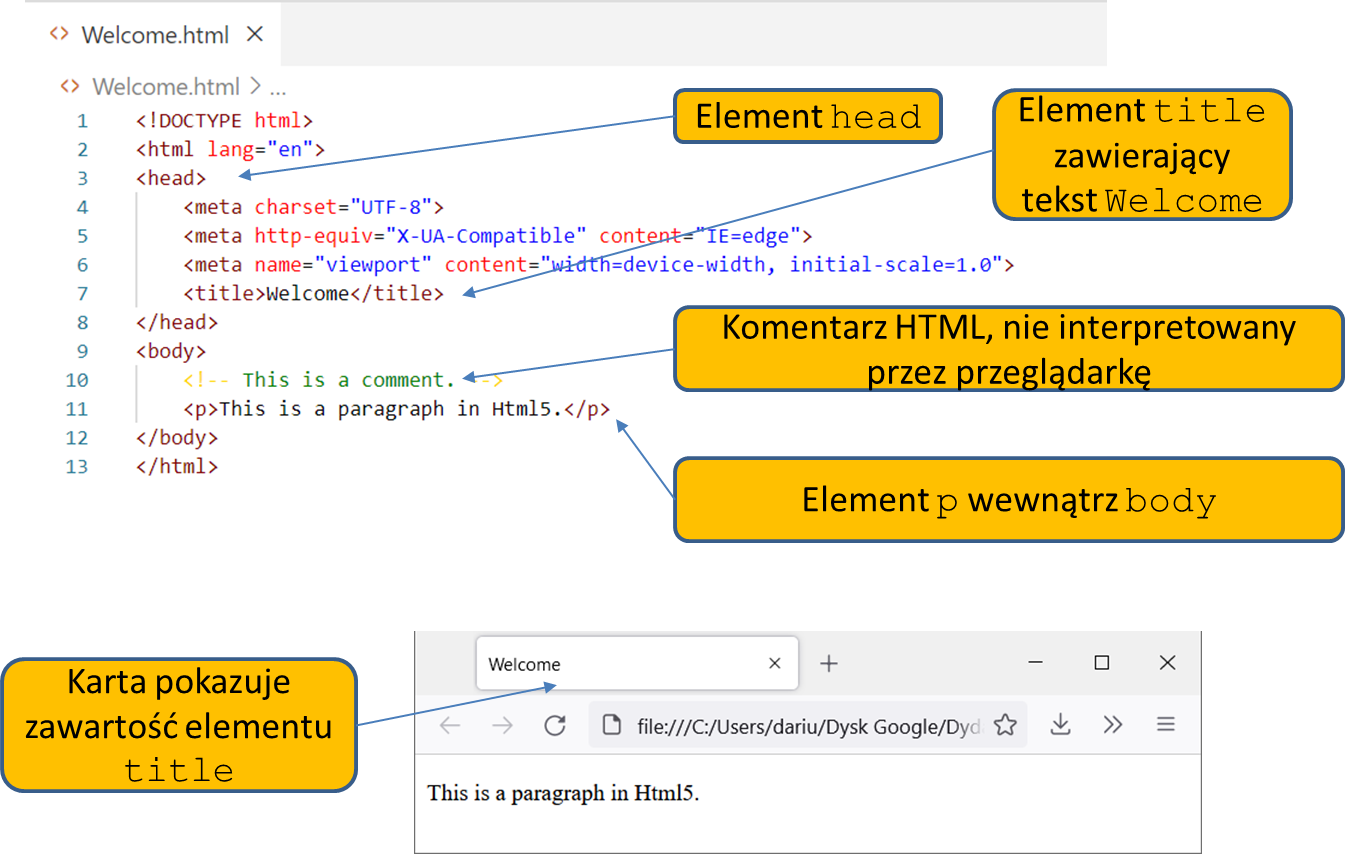 Welcome.html
Welcome.html > ...
1 <!DOCTYPE html>
2 <html lang="en">
3 <head>
4 <meta charset="UTF-8">
5 <meta http-equiv="X-UA-Compatible" content="IE=edge">
6 <meta name="viewport" content="width=device-width, initial-scale=1.0">
7 <title>Welcome</title>
8 </head>
9 <body>
10 <!-- This is a comment. -->
11 <p>This is a paragraph in Html5.</p>
12 </body>
13 </html>
Element head
Element title
zawierający
tekst Welcome
Komentarz HTML, nie interpretowany
przez przeglądarkę
Element p wewnątrz body
Karta pokazuje
zawartość elementu
title
Welcome
file:///C:/Users/dariu/Dysk Google/Dyd
This is a paragraph in Html5.